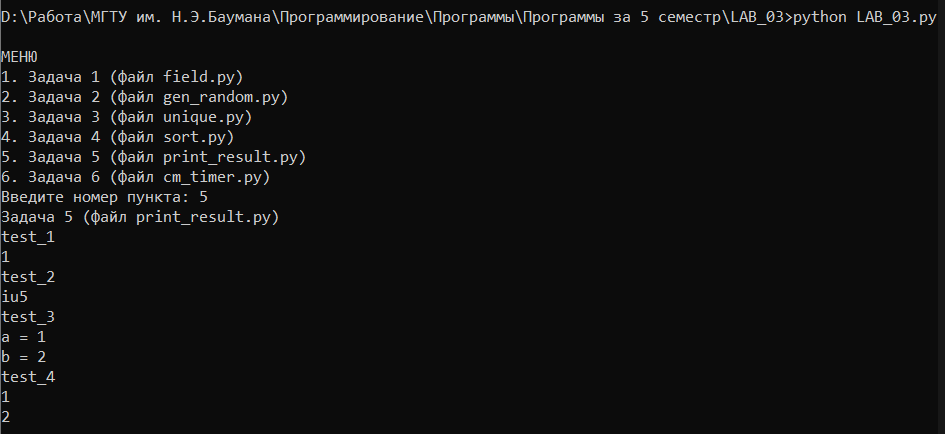 D:\Работа\МГТУ им. Н.Э.Баумана\Программирование\Программы\Программы за 5 семестр\LAB_03>python LAB_03.py
МЕНЮ
1. Задача 1 (файл field.py)
2. Задача 2 (файл gen_random.py)
3. Задача 3 (файл unique.py)
4. Задача 4 (файл sort.py)
5. Задача 5 (файл print_result.py)
6. Задача 6 (файл cm_timer.py)
Введите номер пункта: 5
Задача 5 (файл print_result.py)
test_1
1
test_2
iu5
test_3
a = 1
b = 2
test_4
1
2